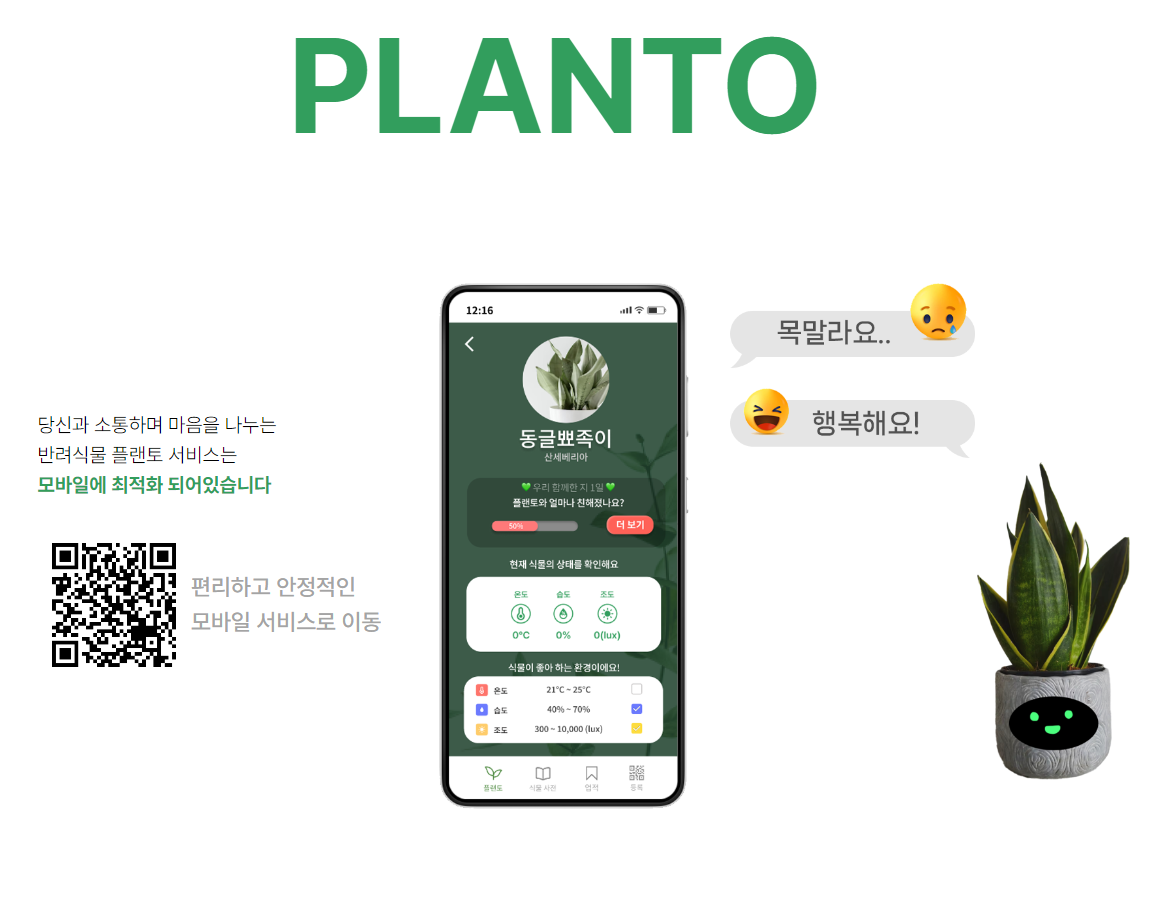 PLANTO
당신과 소통하며 마음을 나누는
반려식물 플랜토 서비스는
모바일에 최적화 되어있습니다
편리하고 안정적인
모바일 서비스로 이동
12:16
동글뾰족이
산세베리아
우리 함께한 지 1일
플랜토와 얼마나 친해졌나요?
50%
더 보기
현재 식물의 상태를 확인해요
온도 습도 조도
0°C 0% 0(lux)
식물이 좋아 하는 환경이에요!
온도 21°C ~ 25°C
습도 40% ~ 70%
조도 300 ~ 10,000 (lux)
플랜토 식물 사전 업적 등록
목말라요..
행복해요!